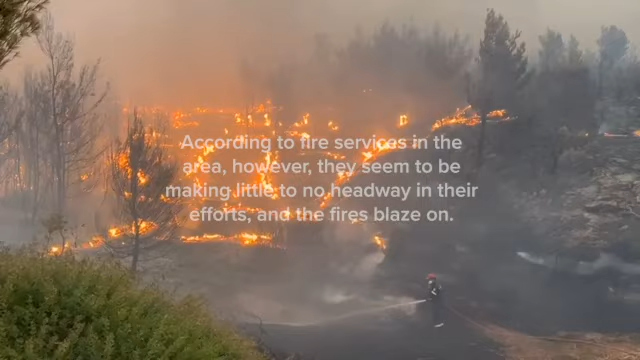 According to fire services in the
area, however, they seem to be
making little to no headway in their
efforts, and the fires blaze on.